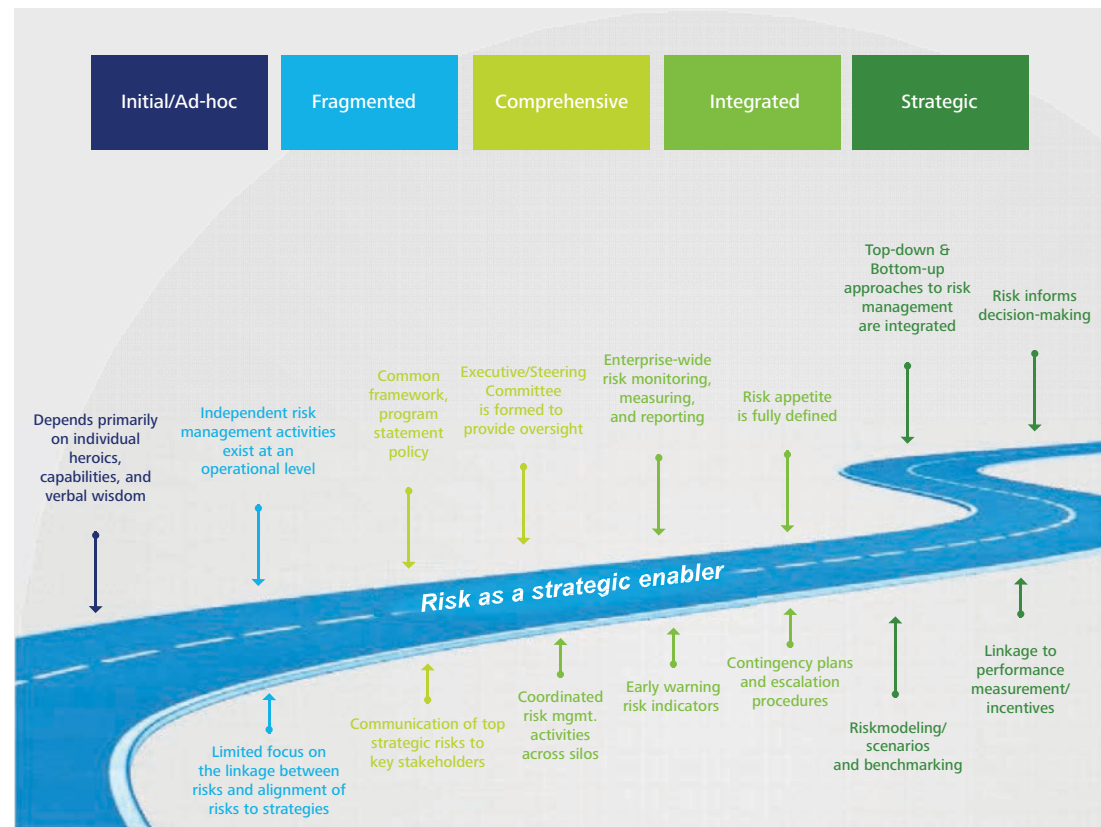 Initial/Ad-hoc
Fragmented
Comprehensive
Integrated
Strategic
Depends primarily
on individual
heroics,
capabilities, and
verbal wisdom
Independent risk
management activities
exist at an
operational level
Common
framework,
program
statement
policy
Executive/Steering
Committee
is formed to
provide oversight
Enterprise-wide
risk monitoring,
measuring,
and reporting
Risk appetite
is fully defined
Top-down &
Bottom-up
approaches to risk
management
are integrated
Risk informs
decision-making
Risk as a strategic enabler
Limited focus on
the linkage between
risks and alignment of
risks to strategies
Communication of top
strategic risks to
key stakeholders
Coordinated
risk mgmt.
activities
across silos
Early warning
risk indicators
Contingency plans
and escalation
procedures
Riskmodeling/
scenarios
and benchmarking
Linkage to
performance
measurement/
incentives